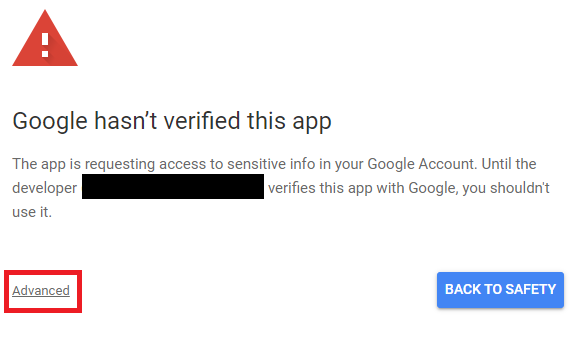 Google hasn’t verified this app
The app is requesting access to sensitive info in your Google Account. Until the
developer verifies this app with Google, you shouldn't
use it.
Advanced
BACK TO SAFETY